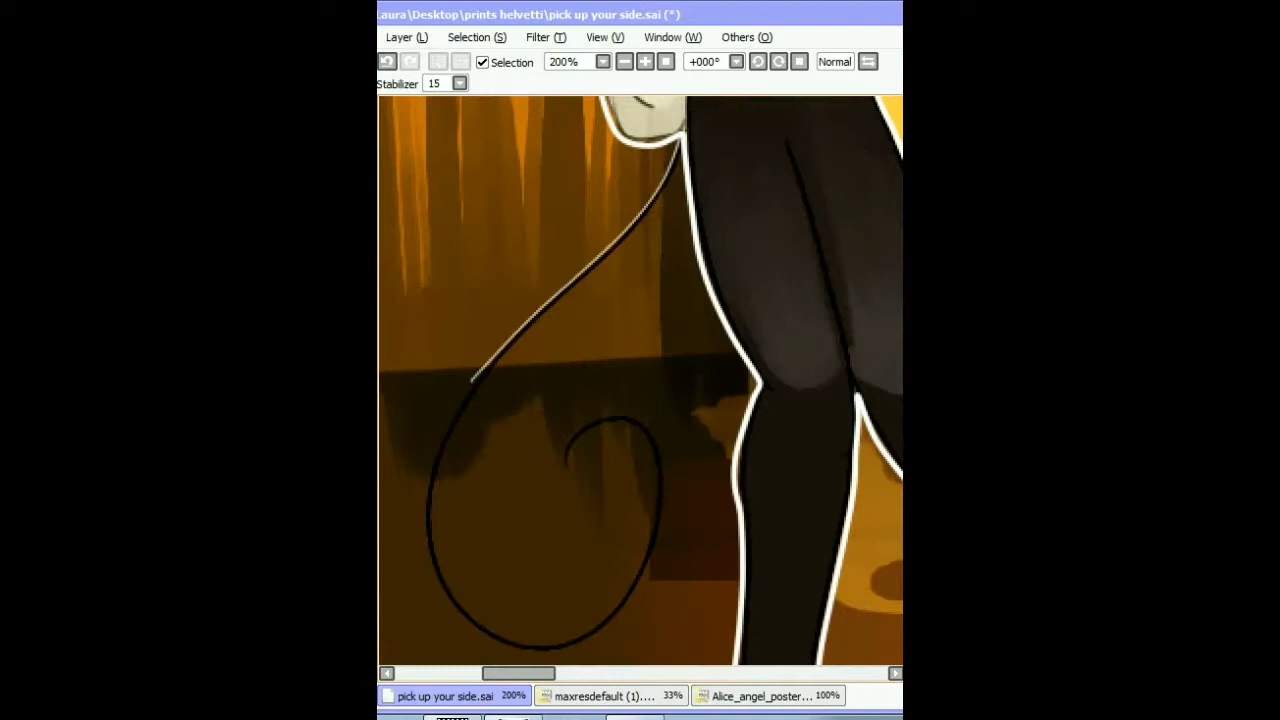 Laura\Desktop\prints helvetti\pick up your side.sai (*)
Layer (L) Selection (S) Filter (T) View (V) Window (W) Others (O)
Selection 200% +000° Normal
Stabilizer 15
pick up your side.sai 200% maxresdefault (1).... 33% Alice_angel_poster... 100%